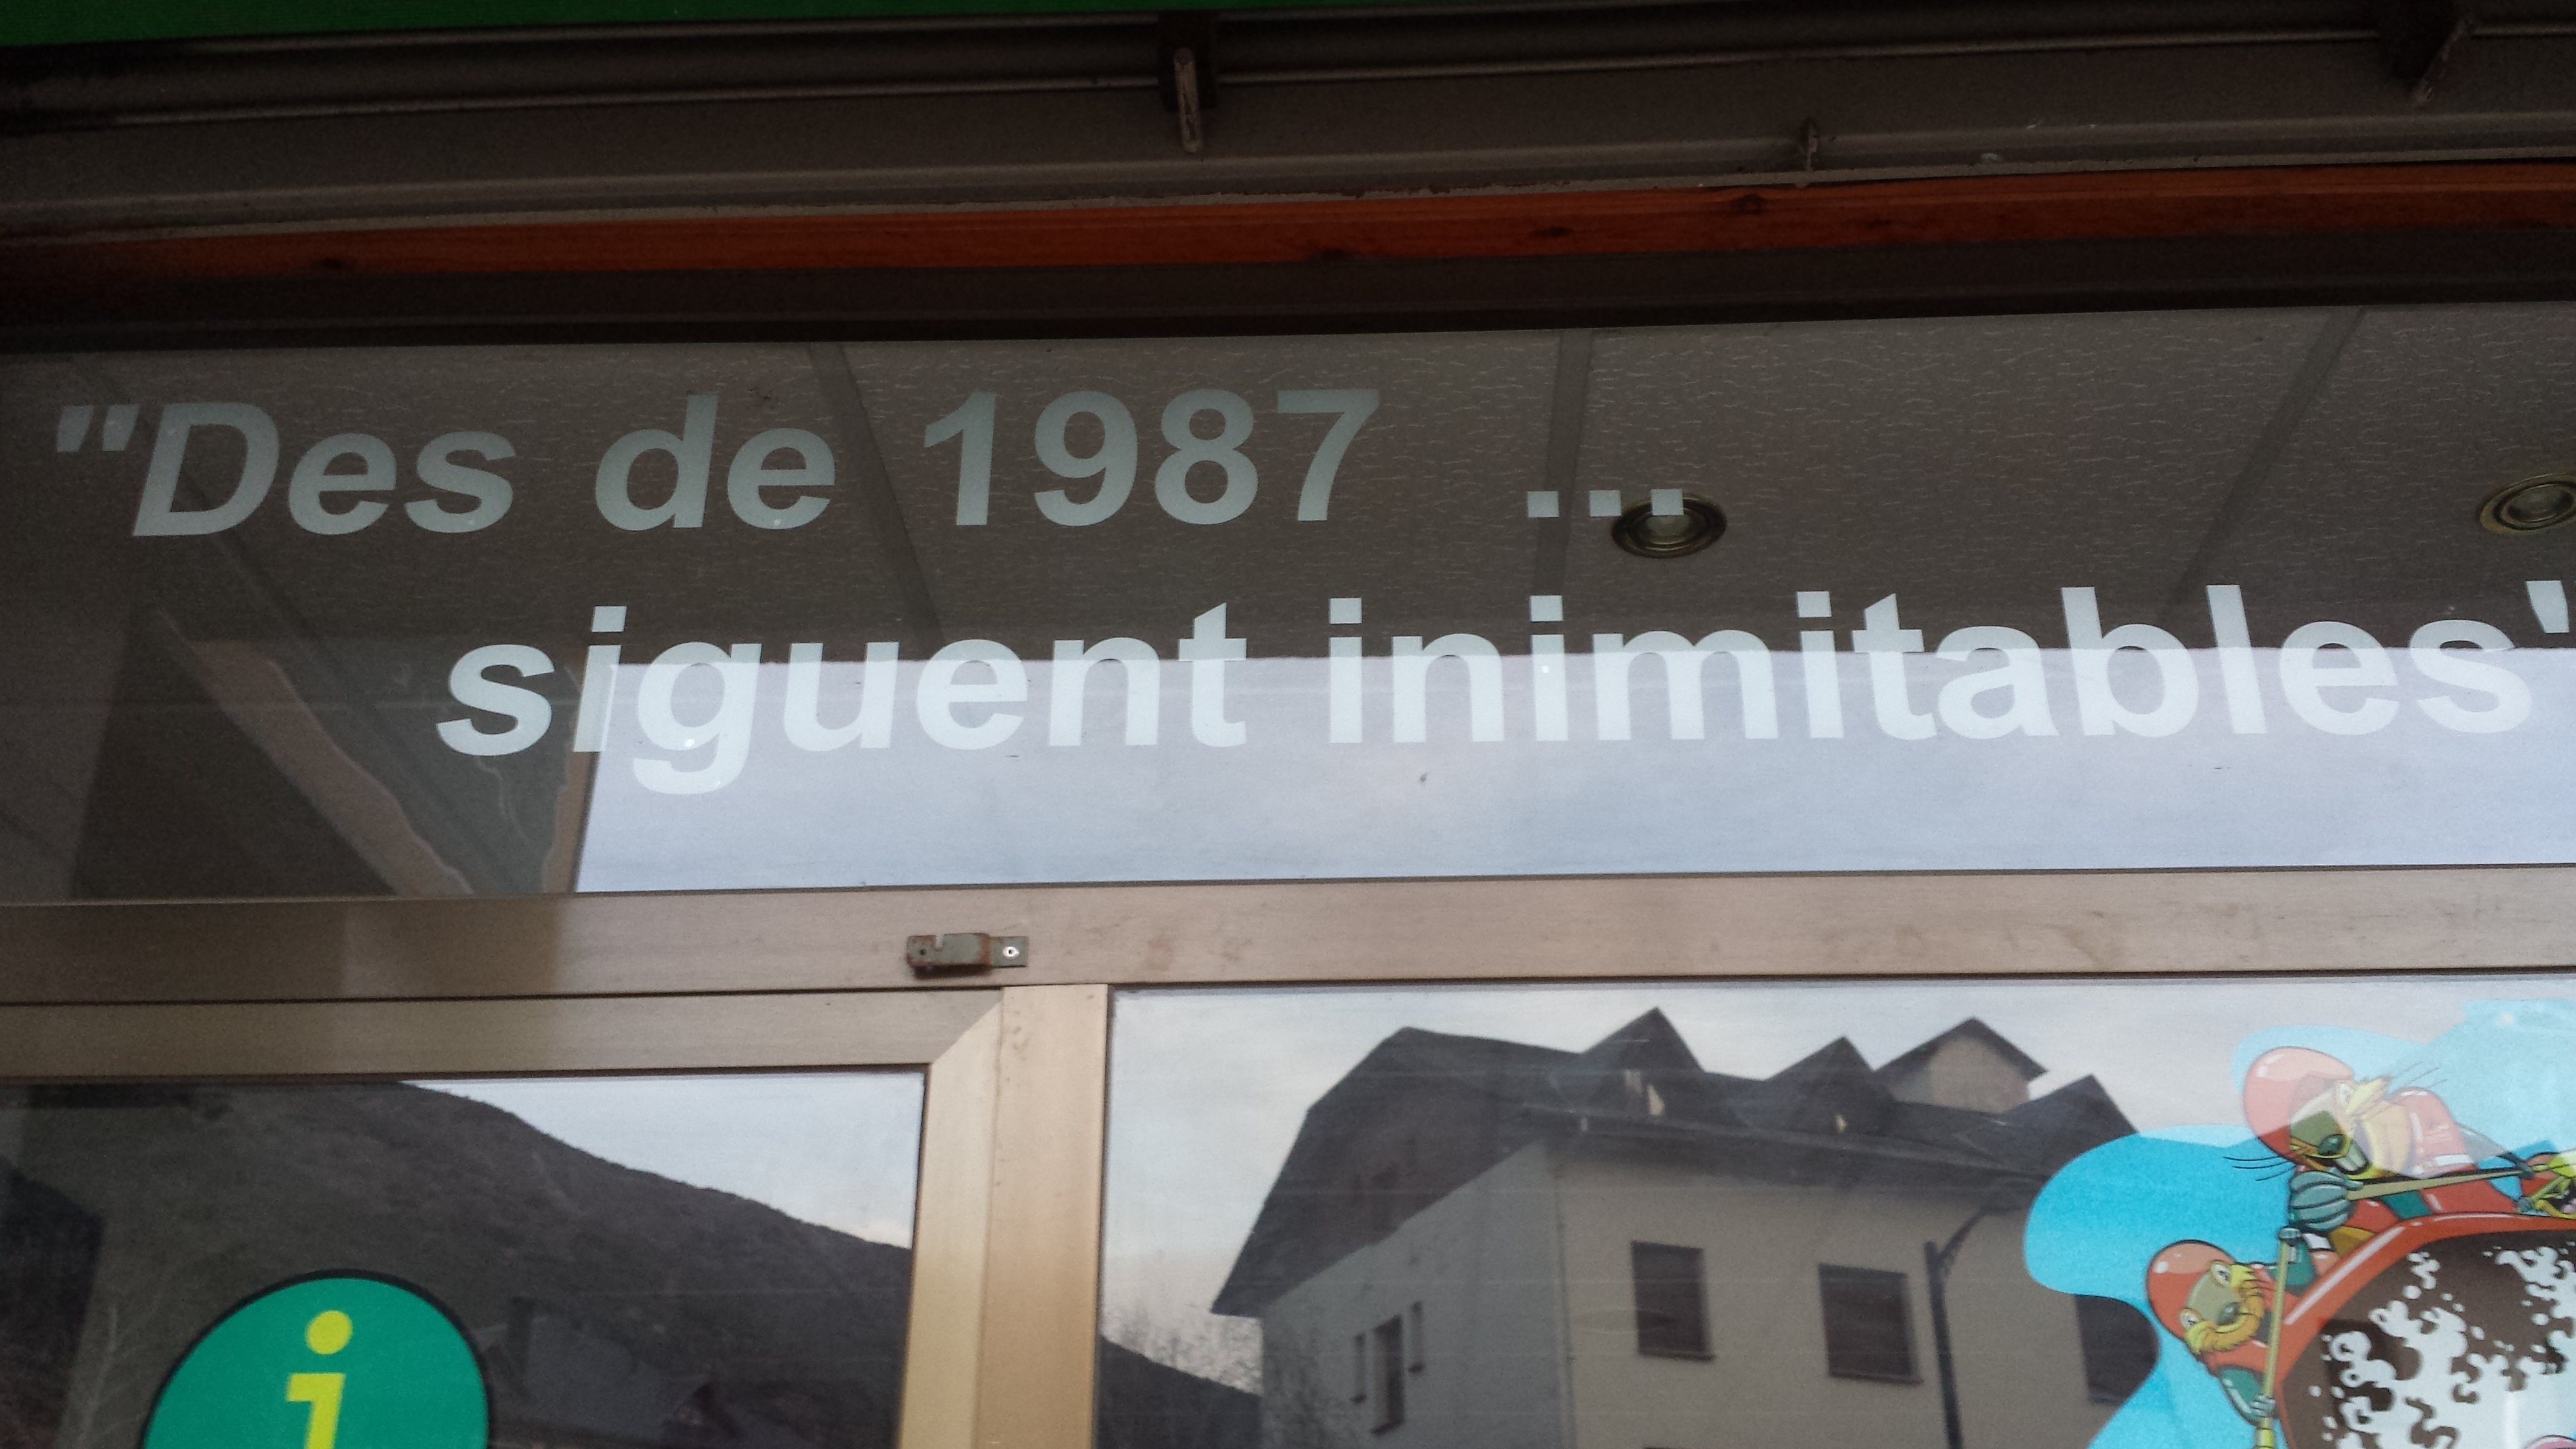 "Des de 1987 ...
siguent inimitables"
i